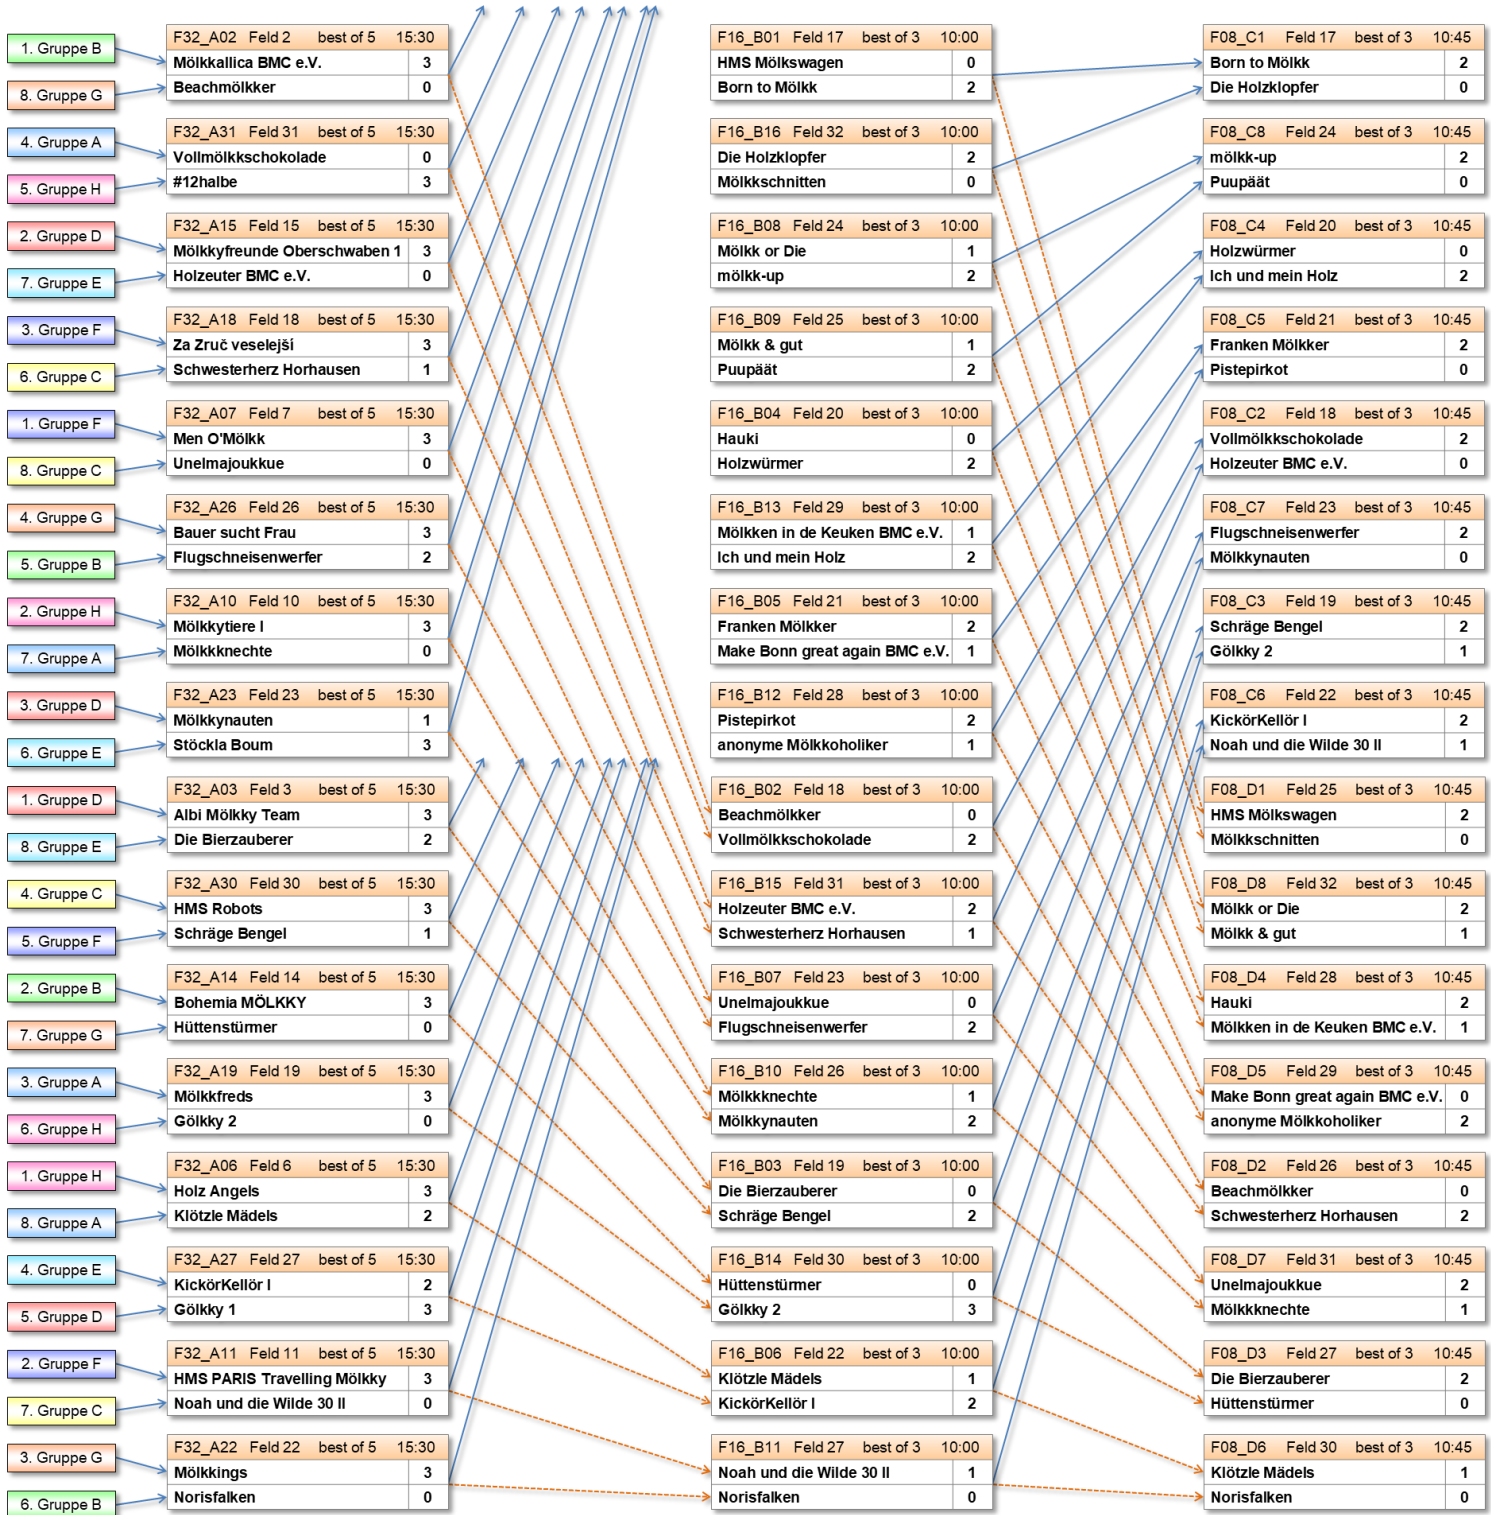 1. Gruppe B
8. Gruppe G
4. Gruppe A
5. Gruppe H
2. Gruppe D
7. Gruppe E
3. Gruppe F
6. Gruppe C
1. Gruppe F
8. Gruppe C
4. Gruppe G
5. Gruppe B
2. Gruppe H
7. Gruppe A
3. Gruppe D
6. Gruppe E
1. Gruppe D
8. Gruppe E
4. Gruppe C
5. Gruppe F
2. Gruppe B
7. Gruppe G
3. Gruppe A
6. Gruppe H
1. Gruppe H
8. Gruppe A
4. Gruppe E
5. Gruppe D
2. Gruppe F
7. Gruppe C
3. Gruppe G
6. Gruppe B
F32_A02 Feld 2 best of 5 15:30
Mölkkallica BMC e.V. 3
Beachmölkker 0
F32_A31 Feld 31 best of 5 15:30
Vollmölkkschokolade 0
#12halbe 3
F32_A15 Feld 15 best of 5 15:30
Mölkkyfreunde Oberschwaben 1 3
Holzeuter BMC e.V. 0
F32_A18 Feld 18 best of 5 15:30
Za Zruč veselejší 3
Schwesterherz Horhausen 1
F32_A07 Feld 7 best of 5 15:30
Men O'Mölkk 3
Unelmajoukkue 0
F32_A26 Feld 26 best of 5 15:30
Bauer sucht Frau 3
Flugschneisenwerfer 2
F32_A10 Feld 10 best of 5 15:30
Mölkkytiere I 3
Mölkkknechte 0
F32_A23 Feld 23 best of 5 15:30
Mölkkynauten 1
Stöckla Boum 3
F32_A03 Feld 3 best of 5 15:30
Albi Mölkky Team 3
Die Bierzauberer 2
F32_A30 Feld 30 best of 5 15:30
HMS Robots 3
Schräge Bengel 1
F32_A14 Feld 14 best of 5 15:30
Bohemia MÖLKKY 3
Hüttenstürmer 0
F32_A19 Feld 19 best of 5 15:30
Mölkkfreds 3
Gölkky 2 0
F32_A06 Feld 6 best of 5 15:30
Holz Angels 3
Klötzle Mädels 2
F32_A27 Feld 27 best of 5 15:30
KickörKellör I 2
Gölkky 1 3
F32_A11 Feld 11 best of 5 15:30
HMS PARIS Travelling Mölkky 3
Noah und die Wilde 30 II 0
F32_A22 Feld 22 best of 5 15:30
Mölkkings 3
Norisfalken 0
F16_B01 Feld 17 best of 3 10:00
HMS Mölkswagen 0
Born to Mölkk 2
F16_B16 Feld 32 best of 3 10:00
Die Holzklopfer 2
Mölkkschnitten 0
F16_B08 Feld 24 best of 3 10:00
Mölkk or Die 1
mölkk-up 2
F16_B09 Feld 25 best of 3 10:00
Mölkk & gut 1
Puupäät 2
F16_B04 Feld 20 best of 3 10:00
Hauki 0
Holzwürmer 2
F16_B13 Feld 29 best of 3 10:00
Mölkken in de Keuken BMC e.V. 1
Ich und mein Holz 2
F16_B05 Feld 21 best of 3 10:00
Franken Mölkker 2
Make Bonn great again BMC e.V. 1
F16_B12 Feld 28 best of 3 10:00
Pistepirkot 2
anonyme Mölkkoholiker 1
F16_B02 Feld 18 best of 3 10:00
Beachmölkker 0
Vollmölkkschokolade 2
F16_B15 Feld 31 best of 3 10:00
Holzeuter BMC e.V. 2
Schwesterherz Horhausen 1
F16_B07 Feld 23 best of 3 10:00
Unelmajoukkue 0
Flugschneisenwerfer 2
F16_B10 Feld 26 best of 3 10:00
Mölkkknechte 1
Mölkkynauten 2
F16_B03 Feld 19 best of 3 10:00
Die Bierzauberer 0
Schräge Bengel 2
F16_B14 Feld 30 best of 3 10:00
Hüttenstürmer 0
Gölkky 2 3
F16_B06 Feld 22 best of 3 10:00
Klötzle Mädels 1
KickörKellör I 2
F16_B11 Feld 27 best of 3 10:00
Noah und die Wilde 30 II 1
Norisfalken 0
F08_C1 Feld 17 best of 3 10:45
Born to Mölkk 2
Die Holzklopfer 0
F08_C8 Feld 24 best of 3 10:45
mölkk-up 2
Puupäät 0
F08_C4 Feld 20 best of 3 10:45
Holzwürmer 0
Ich und mein Holz 2
F08_C5 Feld 21 best of 3 10:45
Franken Mölkker 2
Pistepirkot 0
F08_C2 Feld 18 best of 3 10:45
Vollmölkkschokolade 2
Holzeuter BMC e.V. 0
F08_C7 Feld 23 best of 3 10:45
Flugschneisenwerfer 2
Mölkkynauten 0
F08_C3 Feld 19 best of 3 10:45
Schräge Bengel 2
Gölkky 2 1
F08_C6 Feld 22 best of 3 10:45
KickörKellör I 2
Noah und die Wilde 30 II 1
F08_D1 Feld 25 best of 3 10:45
HMS Mölkswagen 2
Mölkkschnitten 0
F08_D8 Feld 32 best of 3 10:45
Mölkk or Die 2
Mölkk & gut 1
F08_D4 Feld 28 best of 3 10:45
Hauki 2
Mölkken in de Keuken BMC e.V. 1
F08_D5 Feld 29 best of 3 10:45
Make Bonn great again BMC e.V. 0
anonyme Mölkkoholiker 2
F08_D2 Feld 26 best of 3 10:45
Beachmölkker 0
Schwesterherz Horhausen 2
F08_D7 Feld 31 best of 3 10:45
Unelmajoukkue 2
Mölkkknechte 1
F08_D3 Feld 27 best of 3 10:45
Die Bierzauberer 2
Hüttenstürmer 0
F08_D6 Feld 30 best of 3 10:45
Klötzle Mädels 1
Norisfalken 0